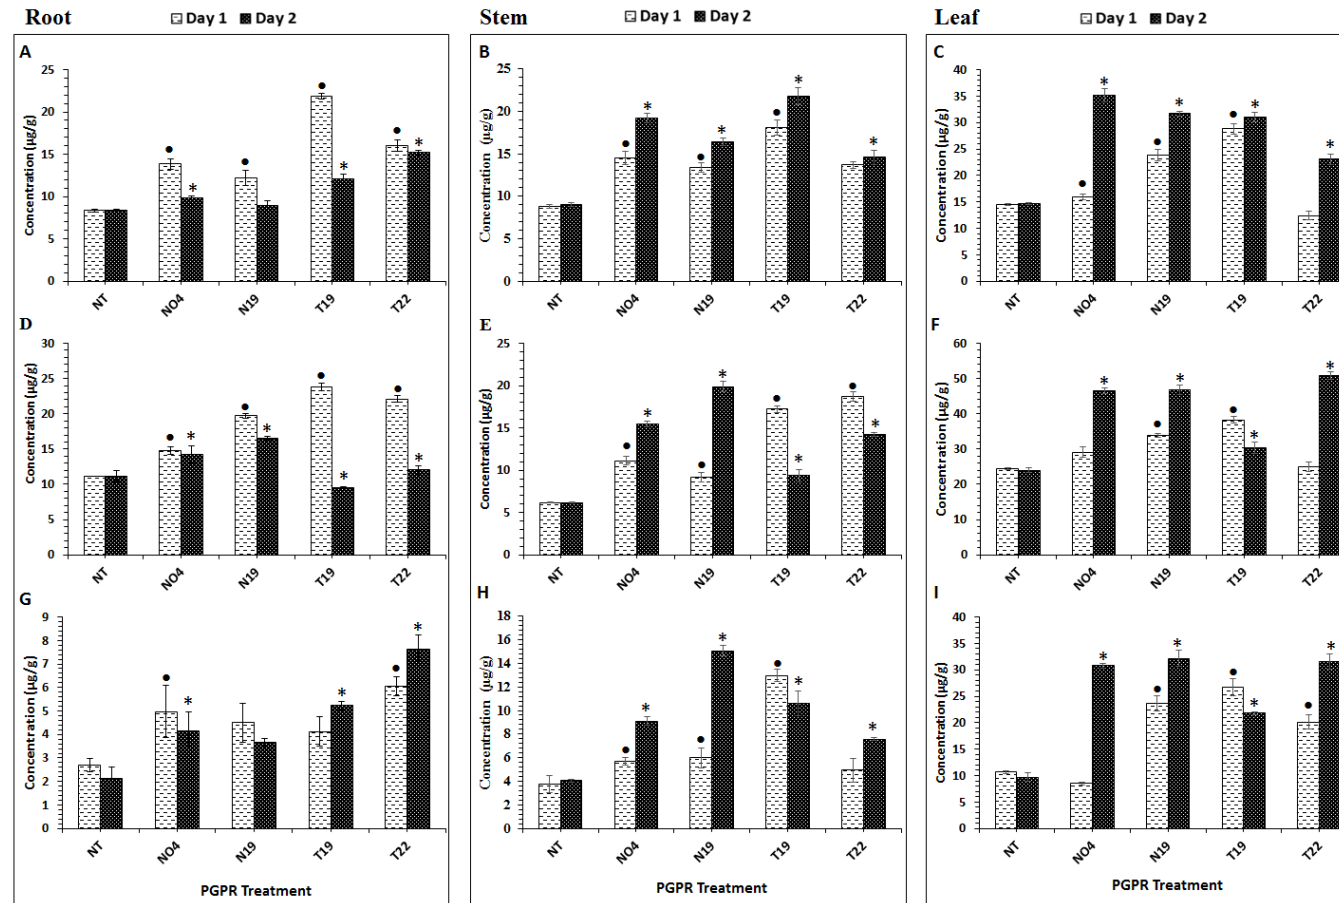 Root Day 1 Day 2 Stem Day 1 Day 2 Leaf Day 1 Day 2
A
Concentration (µg/g)
25
20
15
10
5
0
NT NO4 N19 T19 T22
B
Concentration (µg/g)
25
20
15
10
5
0
NT NO4 N19 T19 T22
C
Concentration (µg/g)
40
35
30
25
20
15
10
5
0
NT NO4 N19 T19 T22
D
Concentration (µg/g)
30
25
20
15
10
5
0
NT NO4 N19 T19 T22
E
Concentration (µg/g)
25
20
15
10
5
0
NT NO4 N19 T19 T22
F
Concentration (µg/g)
60
50
40
30
20
10
0
NT NO4 N19 T19 T22
G
Concentration (µg/g)
9
8
7
6
5
4
3
2
1
0
NT NO4 N19 T19 T22
PGPR Treatment
H
Concentration (µg/g)
18
16
14
12
10
8
6
4
2
0
NT NO4 N19 T19 T22
PGPR Treatment
I
Concentration (µg/g)
40
35
30
25
20
15
10
5
0
NT NO4 N19 T19 T22
PGPR Treatment